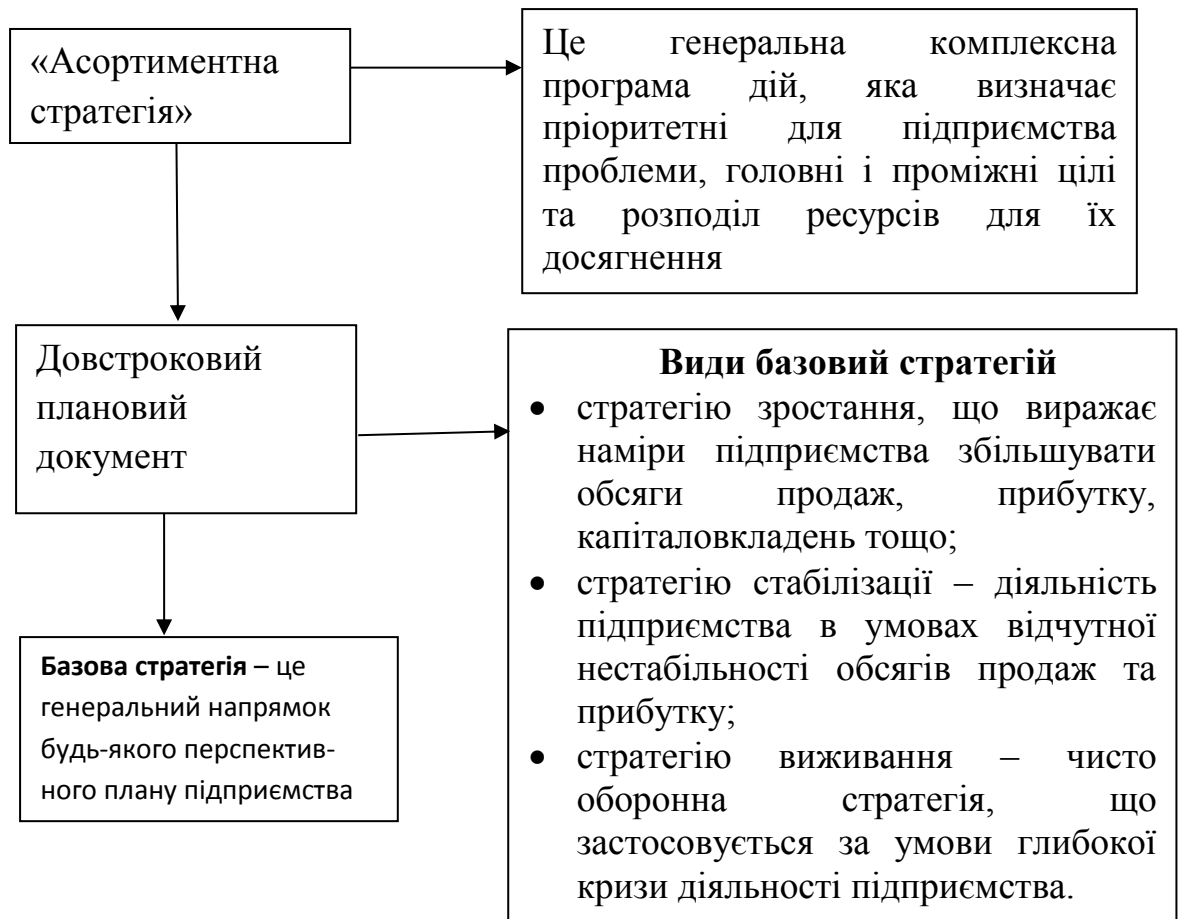 «Асортиментна
стратегія»
Це генеральна комплексна
програма дій, яка визначає
пріоритетні для підприємства
проблеми, головні і проміжні цілі
та розподіл ресурсів для їх
досягнення
Довстроковий
плановий
документ
Види базовий стратегій
• стратегію зростання, що виражає
наміри підприємства збільшувати
обсяги продаж, прибутку,
капіталовкладень тощо;
• стратегію стабілізації – діяльність
підприємства в умовах відчутної
нестабільності обсягів продаж та
прибутку;
• стратегію виживання – чисто
оборонна стратегія, що
застосовується за умови глибокої
кризи діяльності підприємства.
Базова стратегія – це
генеральний напрямок
будь-якого перспектив-
ного плану підприємства